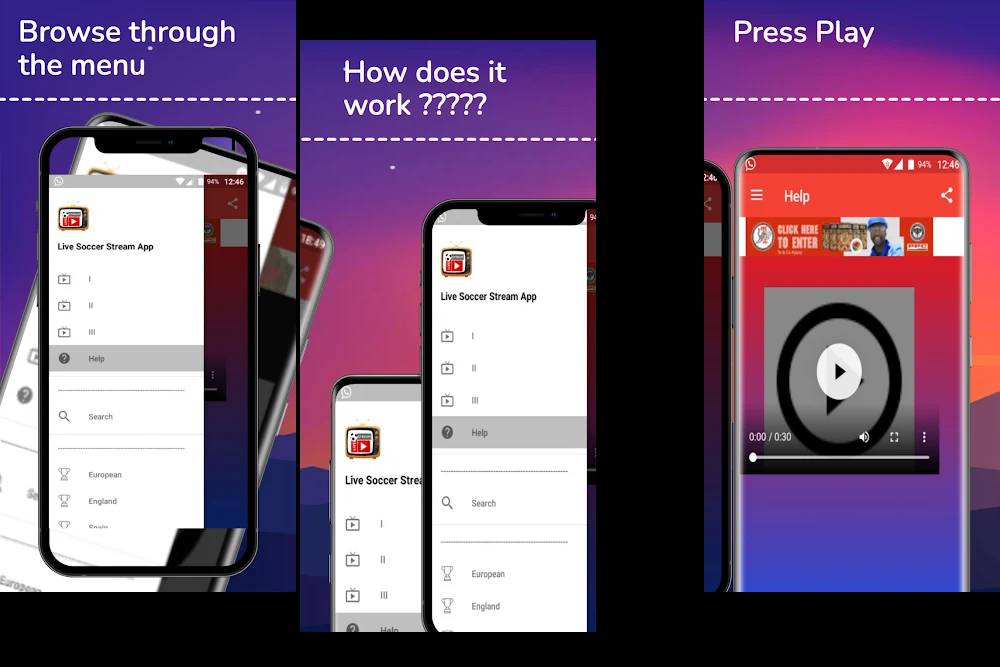 Browse through
the menu
94% 12:46
Live Soccer Stream App
I
II
III
Help
Search
European
England
Spain
European
How does it
work ?????
Live Soccer Stream App
I
II
III
Help
Search
European
England
Live Soccer Strea
I
II
III
Help
Press Play
94% 12:46
Help
CLICK HERE
TO ENTER
0:00 / 0:30